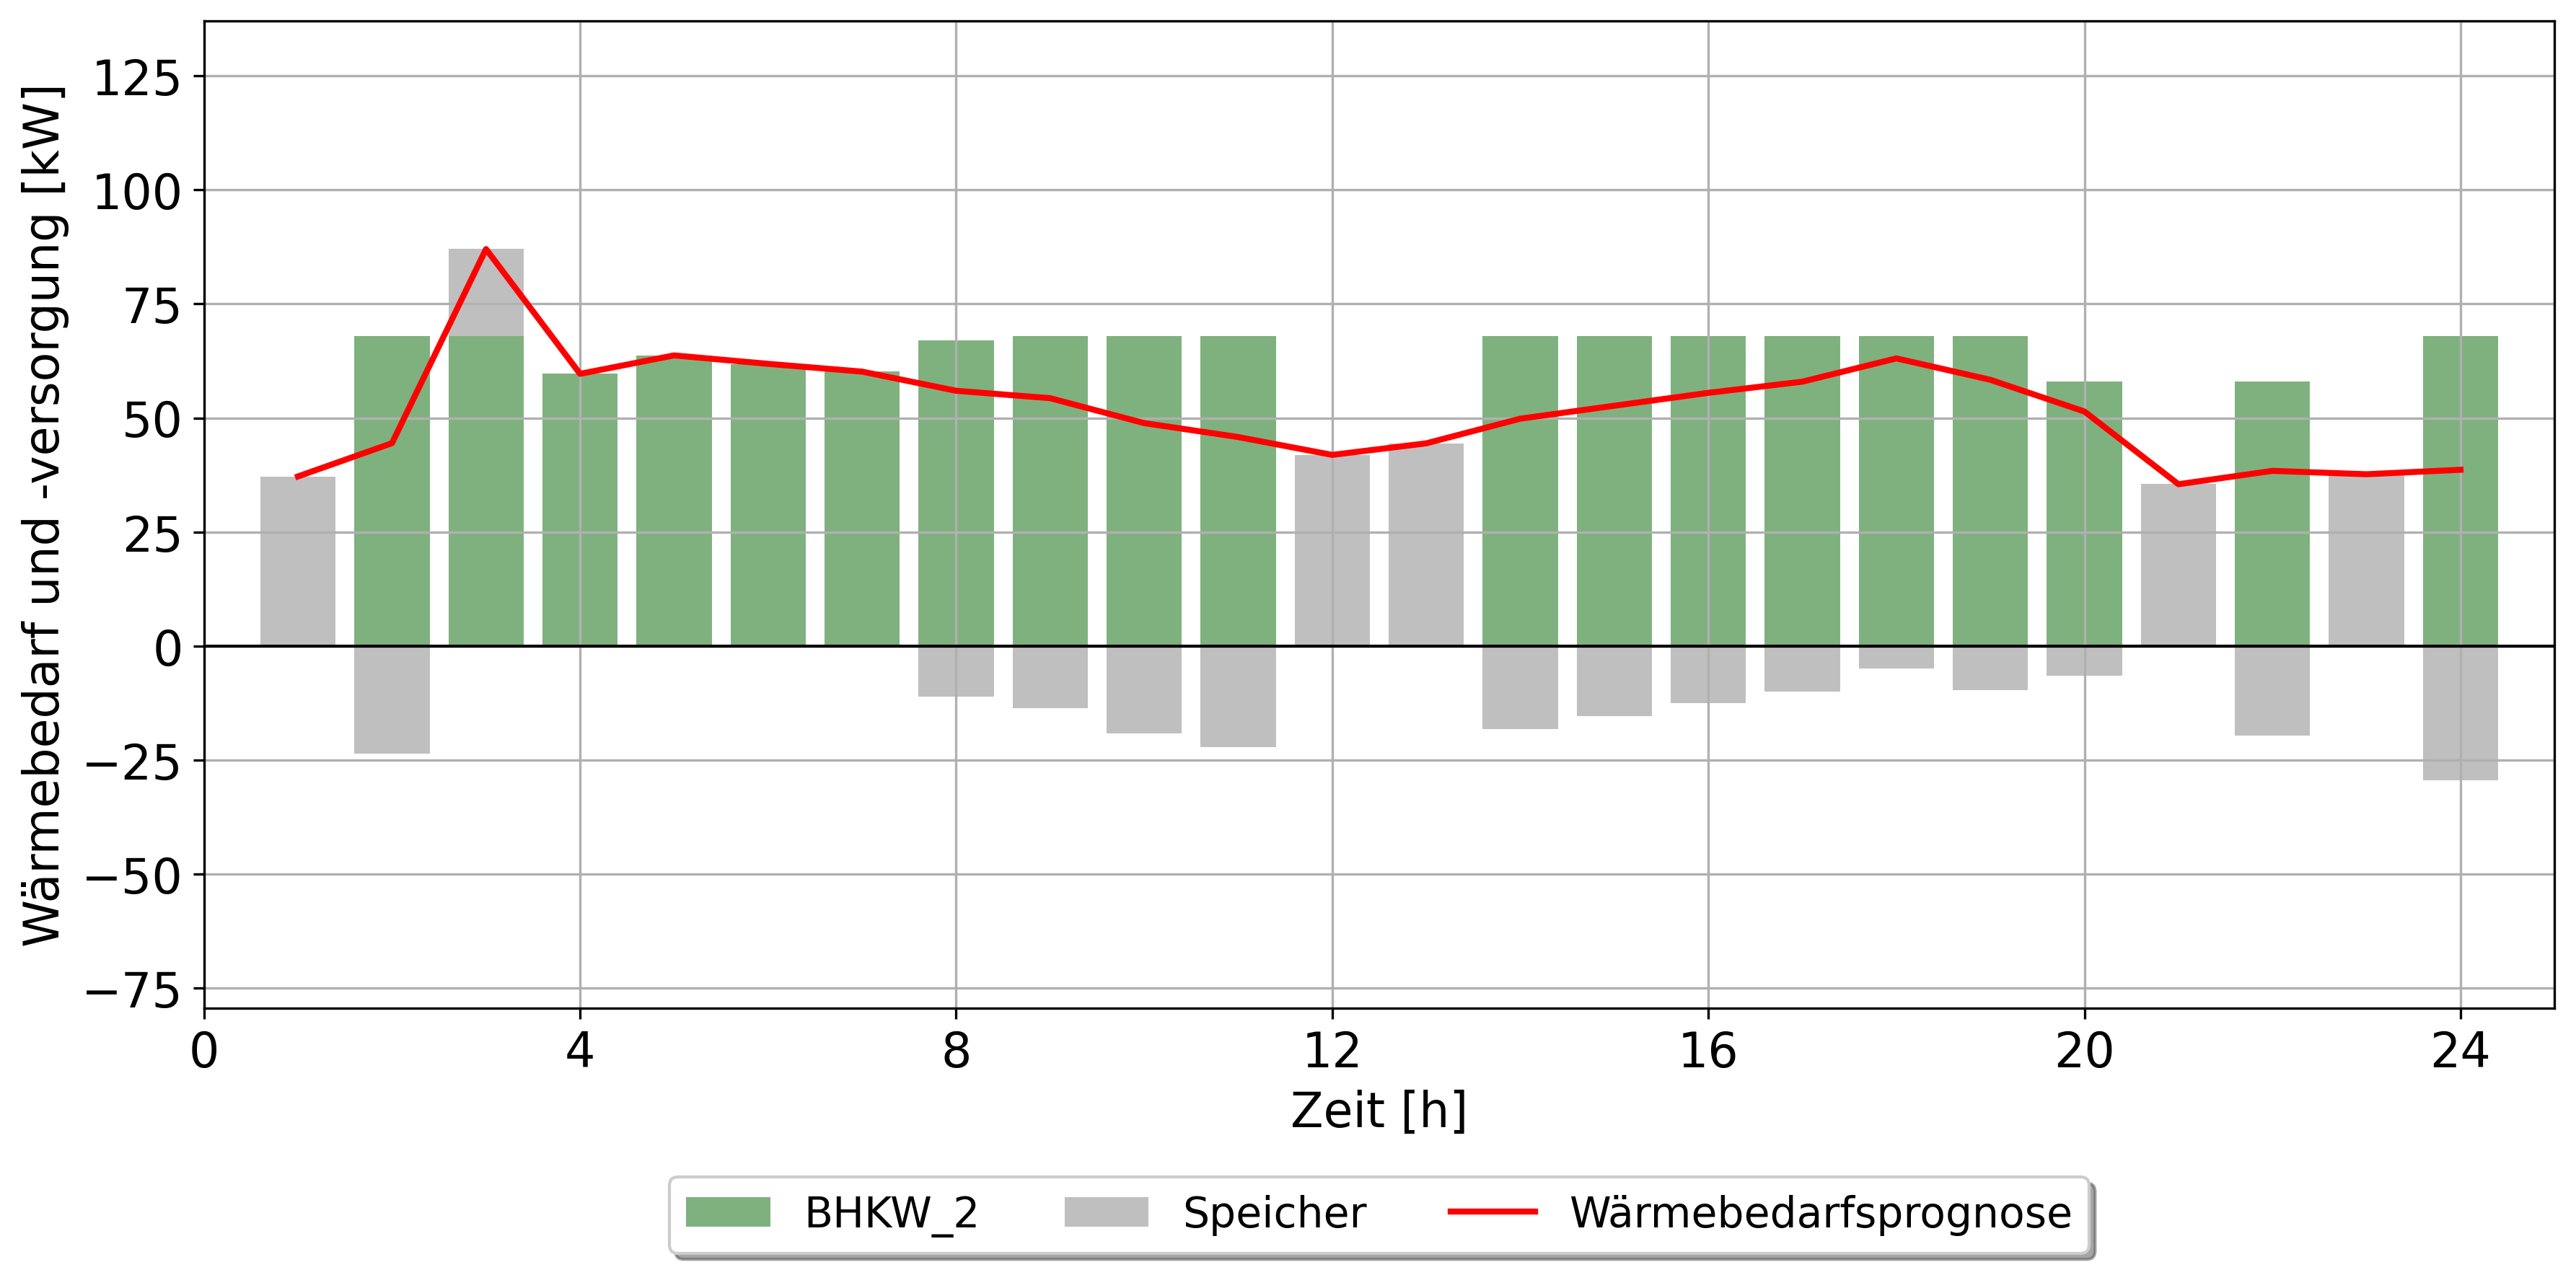 Wärmebedarf und -versorgung [kW]
125
100
75
50
25
0
−25
−50
−75
0 4 8 12 16 20 24
Zeit [h]
BHKW_2 Speicher Wärmebedarfsprognose